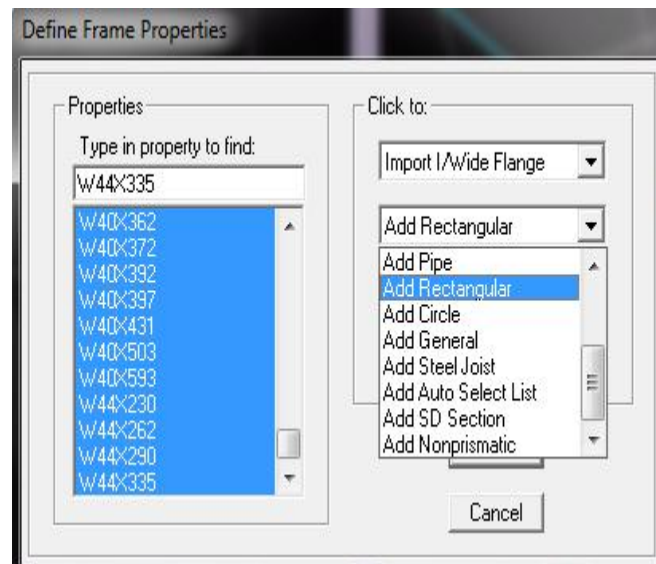 Define Frame Properties
Properties
Type in property to find:
W44X335
W40X362
W40X372
W40X392
W40X397
W40X431
W40X503
W40X593
W44X230
W44X262
W44X290
W44X335
Click to:
Import I/Wide Flange
Add Rectangular
Add Pipe
Add Rectangular
Add Circle
Add General
Add Steel Joist
Add Auto Select List
Add SD Section
Add Nonprismatic
Cancel